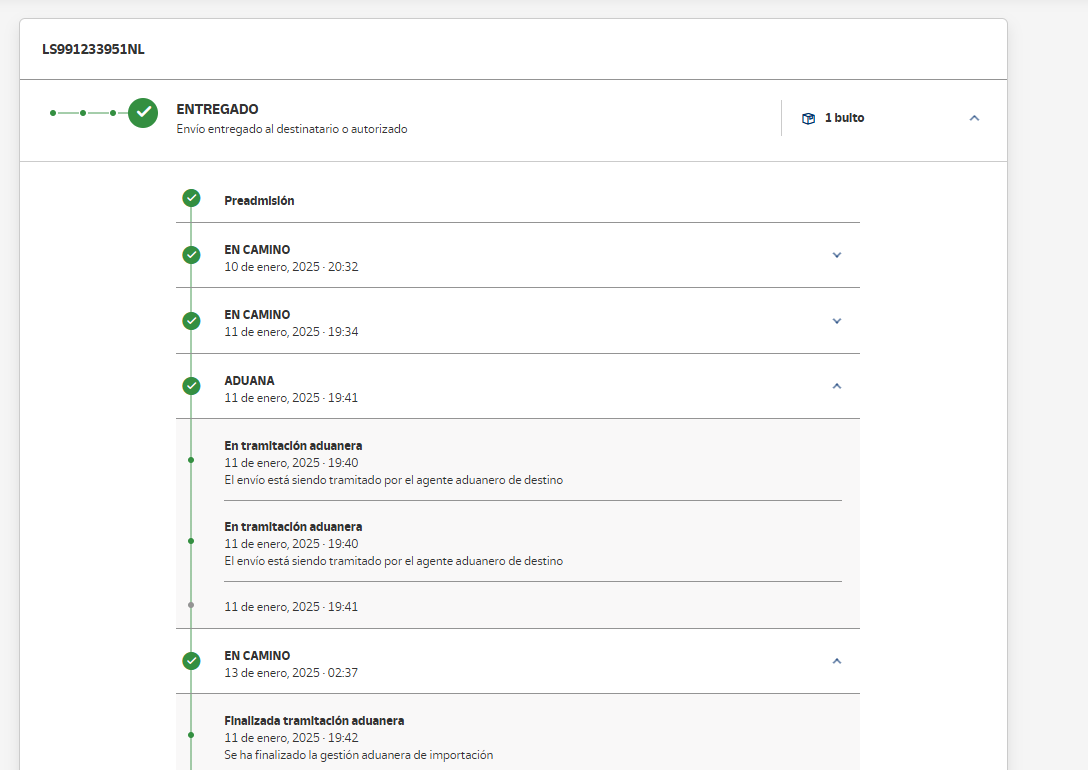 LS991233951NL
ENTREGADO
Envío entregado al destinatario o autorizado
1 bulto
Preadmisión
EN CAMINO
10 de enero, 2025 · 20:32
EN CAMINO
11 de enero, 2025 · 19:34
ADUANA
11 de enero, 2025 · 19:41
En tramitación aduanera
11 de enero, 2025 · 19:40
El envío está siendo tramitado por el agente aduanero de destino
En tramitación aduanera
11 de enero, 2025 · 19:40
El envío está siendo tramitado por el agente aduanero de destino
11 de enero, 2025 · 19:41
EN CAMINO
13 de enero, 2025 · 02:37
Finalizada tramitación aduanera
11 de enero, 2025 · 19:42
Se ha finalizado la gestión aduanera de importación